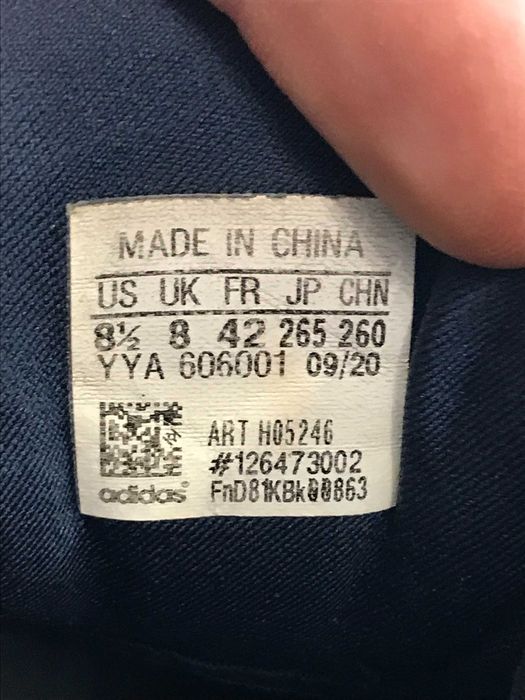 MADE IN CHINA
US UK FR JP CHN
8½ 8 42 265 260
YYA 606001 09/20
ART H05246
#126473002
adidas®